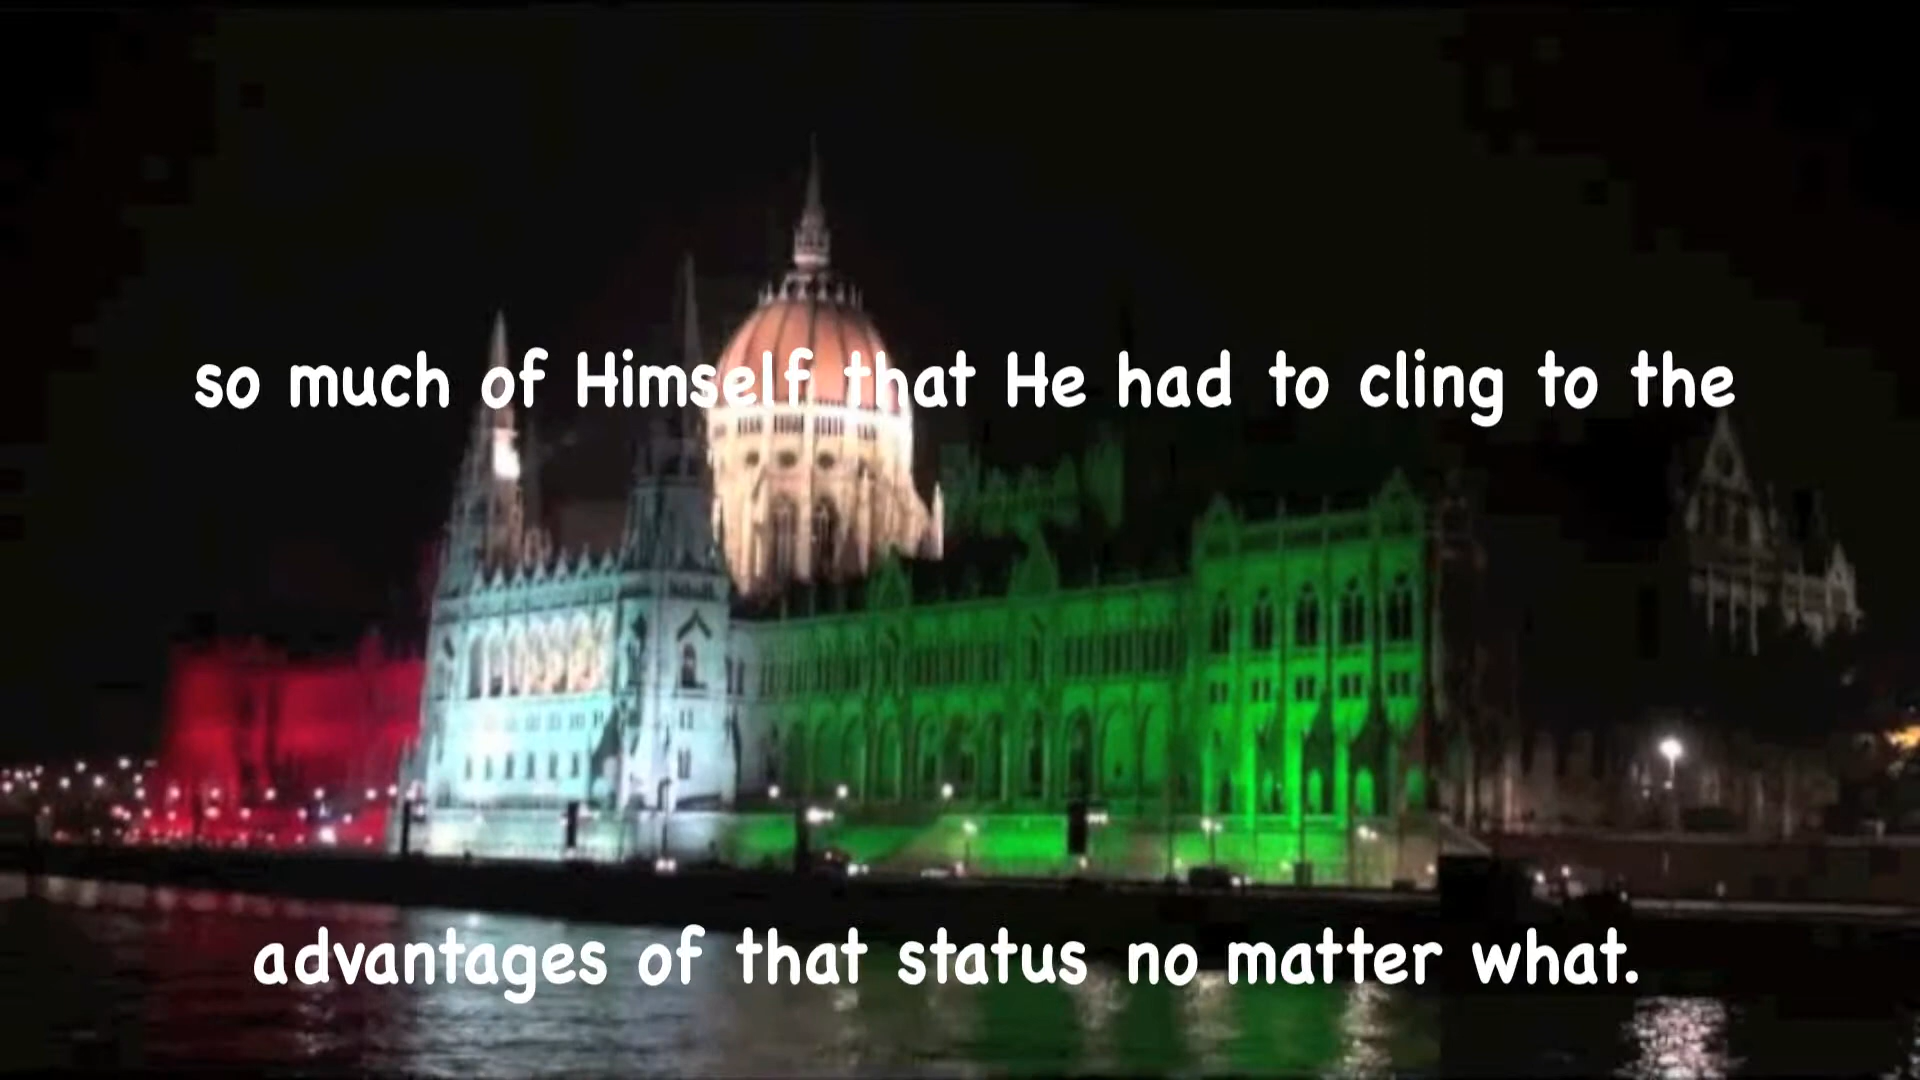 so much of Himself that He had to cling to the
advantages of that status no matter what.